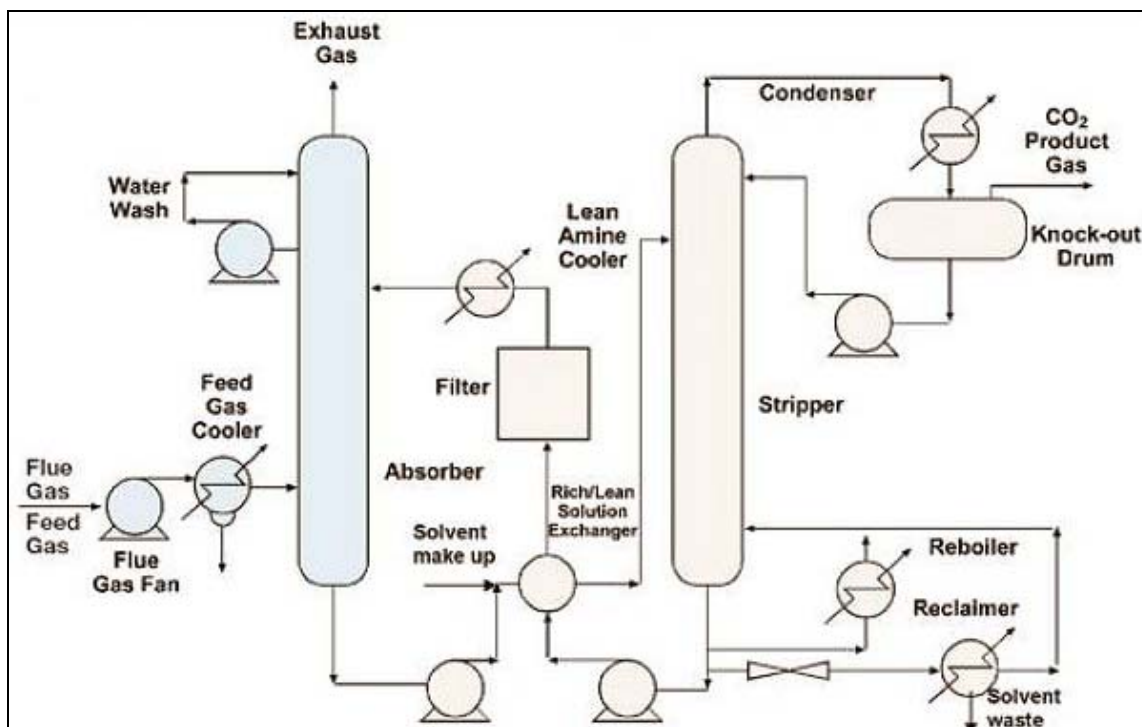 Exhaust
Gas
Condenser
CO₂
Product
Gas
Water
Wash
Lean
Amine
Cooler
Knock-out
Drum
Filter
Feed
Gas
Cooler
Stripper
Flue
Gas
Feed Gas
Absorber
Rich/Lean
Solution
Exchanger
Solvent
make up
Flue
Gas Fan
Reboiler
Reclaimer
Solvent
waste